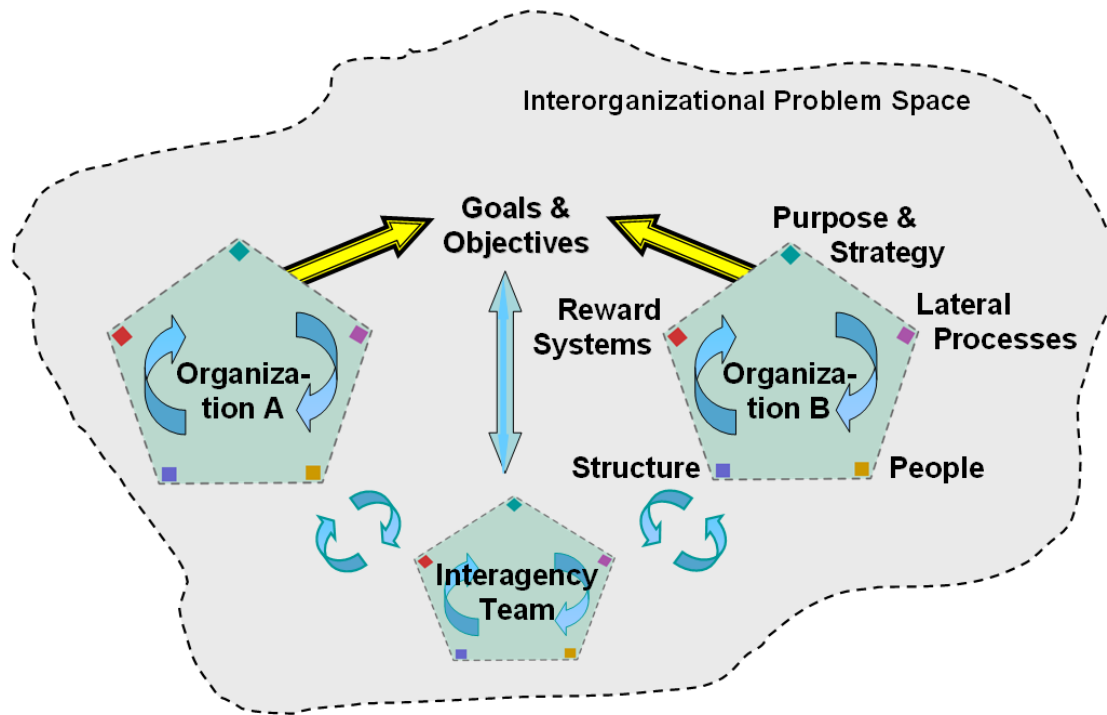 Interorganizational Problem Space
Goals &
Objectives
Purpose &
Strategy
Reward
Systems
Lateral
Processes
Organiza-
tion A
Organiza-
tion B
Structure
People
Interagency
Team